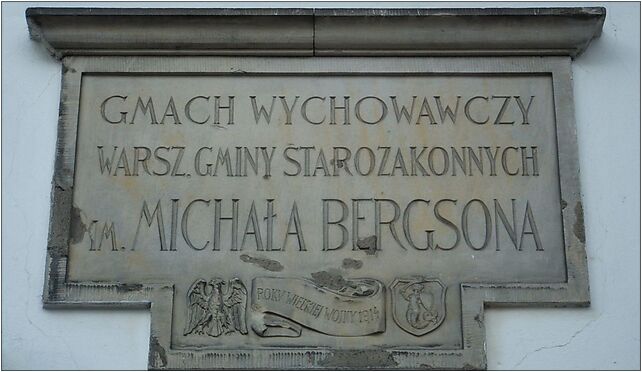 GMACH WYCHOWAWCZY
WARSZ. GMINY STAROZAKONNYCH
IM. MICHAŁA BERGSONA
ROKU WIELKIEJ WOJNY 1914